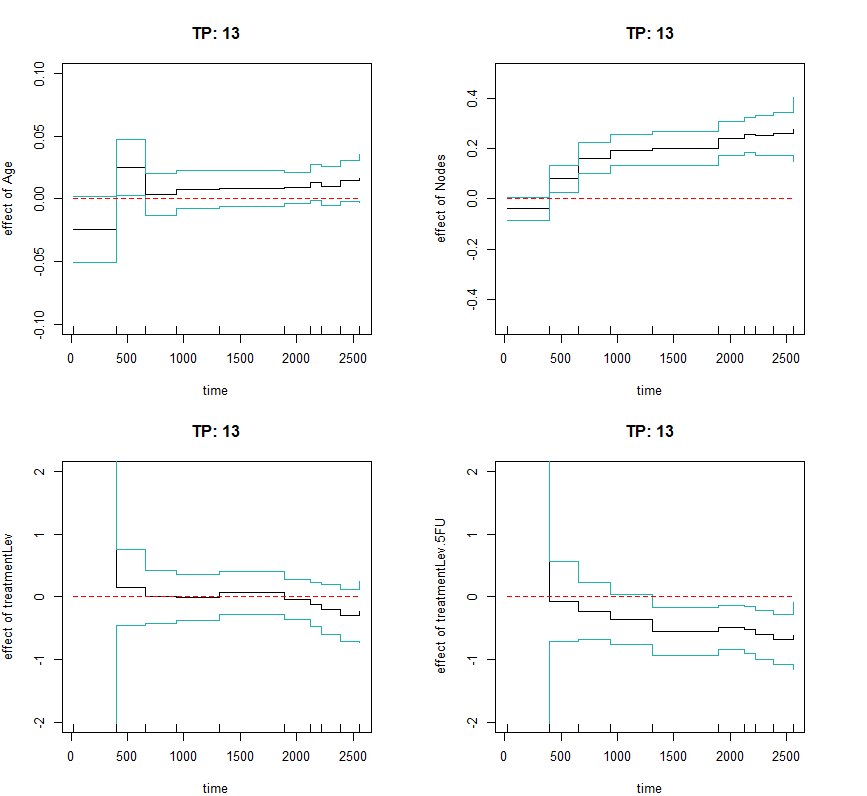 TP: 13
effect of Age
0.10
0.05
0.00
-0.05
-0.10
0 500 1000 1500 2000 2500
time
TP: 13
effect of Nodes
0.4
0.2
0.0
-0.2
-0.4
0 500 1000 1500 2000 2500
time
TP: 13
effect of treatmentLev
2
1
0
-1
-2
0 500 1000 1500 2000 2500
time
TP: 13
effect of treatmentLev.5FU
2
1
0
-1
-2
0 500 1000 1500 2000 2500
time